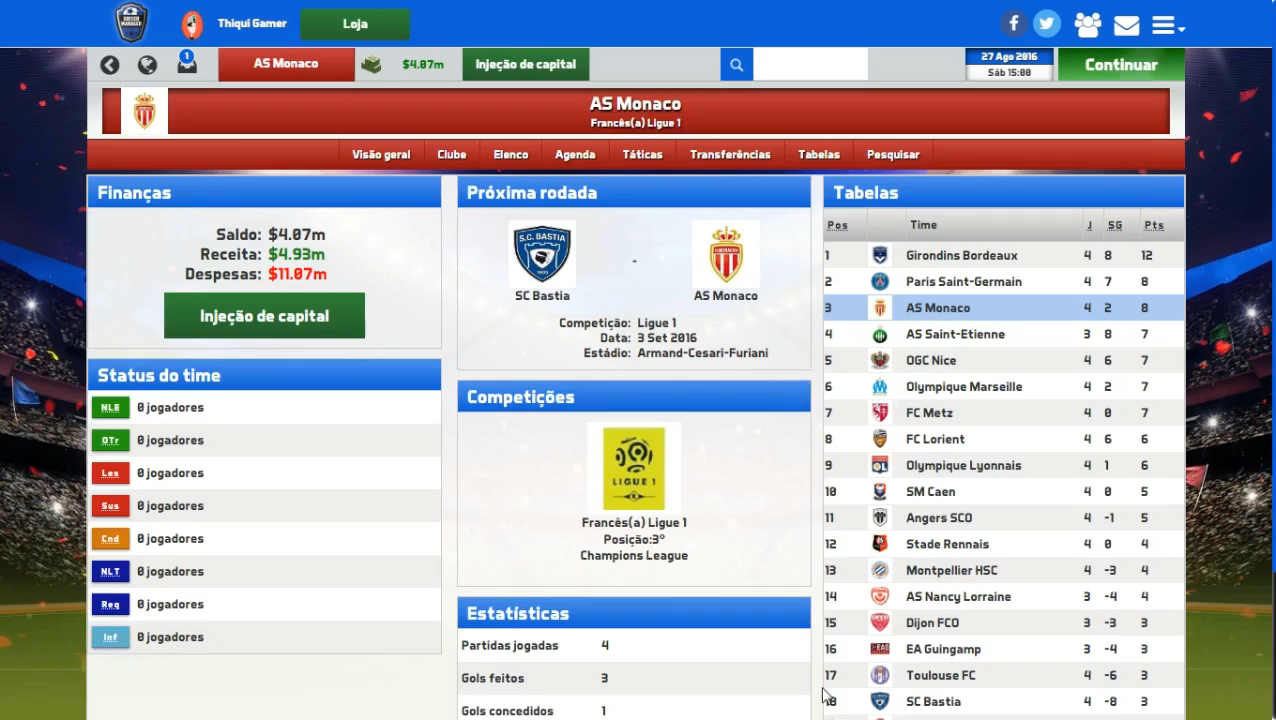 Thiqui Gamer
Loja
1
AS Monaco
$4.07m
Injeção de capital
27 Ago 2016
Sáb 15:00
Continuar
AS Monaco
Francês(a) Ligue 1
Visão geral
Clube
Elenco
Agenda
Táticas
Transferências
Tabelas
Pesquisar
Finanças
Saldo: $4.07m
Receita: $4.93m
Despesas: $11.07m
Injeção de capital
Status do time
NLE 0 jogadores
OTr 0 jogadores
Les 0 jogadores
Sus 0 jogadores
Cnd 0 jogadores
NLT 0 jogadores
Req 0 jogadores
Inf 0 jogadores
Próxima rodada
S.C. BASTIA
SC Bastia
-
AS Monaco
Competição: Ligue 1
Data: 3 Set 2016
Estádio: Armand-Cesari-Furiani
Competições
LIGUE 1
Francês(a) Ligue 1
Posição:3º
Champions League
Estatísticas
Partidas jogadas 4
Gols feitos 3
Gols concedidos 1
Tabelas
Pos Time J SG Pts
1 Girondins Bordeaux 4 8 12
2 Paris Saint-Germain 4 7 8
3 AS Monaco 4 2 8
4 AS Saint-Etienne 3 8 7
5 OGC Nice 4 6 7
6 Olympique Marseille 4 2 7
7 FC Metz 4 0 7
8 FC Lorient 4 6 6
9 Olympique Lyonnais 4 1 6
10 SM Caen 4 0 5
11 Angers SCO 4 -1 5
12 Stade Rennais 4 0 4
13 Montpellier HSC 4 -3 4
14 AS Nancy Lorraine 3 -4 4
15 Dijon FCO 3 -3 3
16 EA Guingamp 3 -4 3
17 Toulouse FC 4 -6 3
18 SC Bastia 4 -8 3